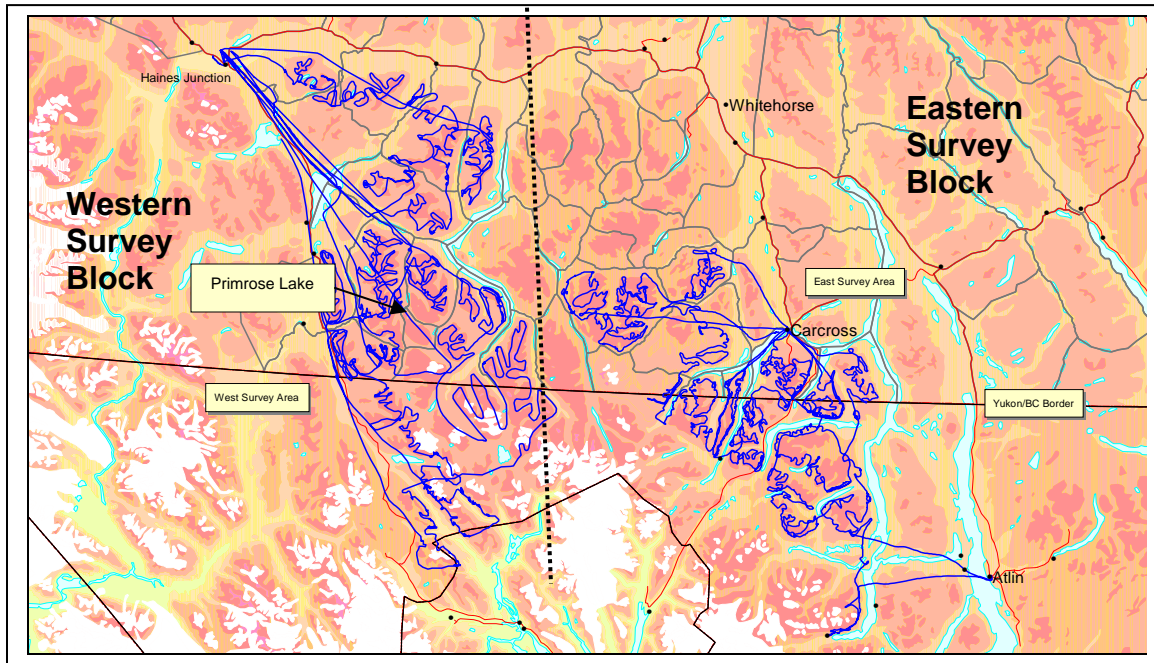 Haines Junction
Whitehorse
Eastern
Survey
Block
Western
Survey
Block
Primrose Lake
East Survey Area
Carcross
West Survey Area
Yukon/BC Border
Atlin